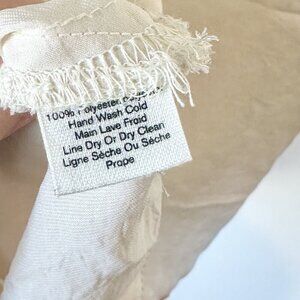 100% Polyester
Hand Wash Cold
Main Lave Froid
Line Dry Or Dry Clean
Ligne Sèche Ou Sèche
Prope